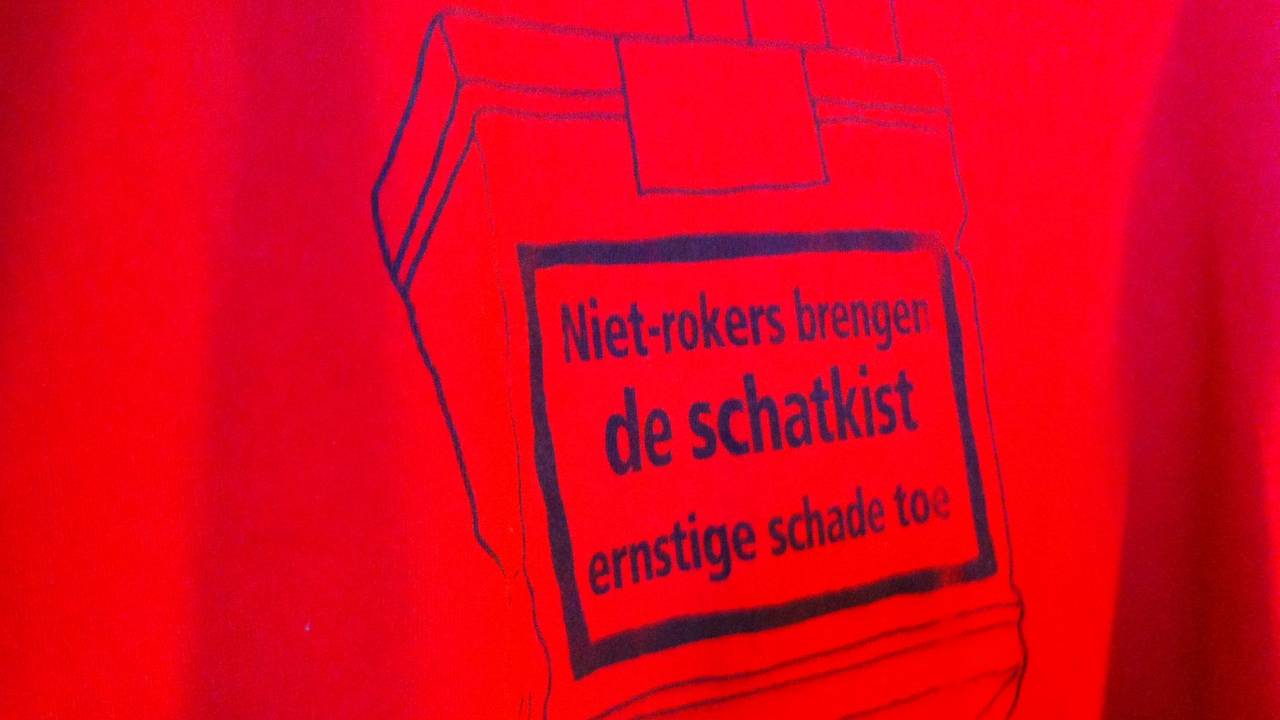 Niet-rokers brengen
de schatkist
ernstige schade toe